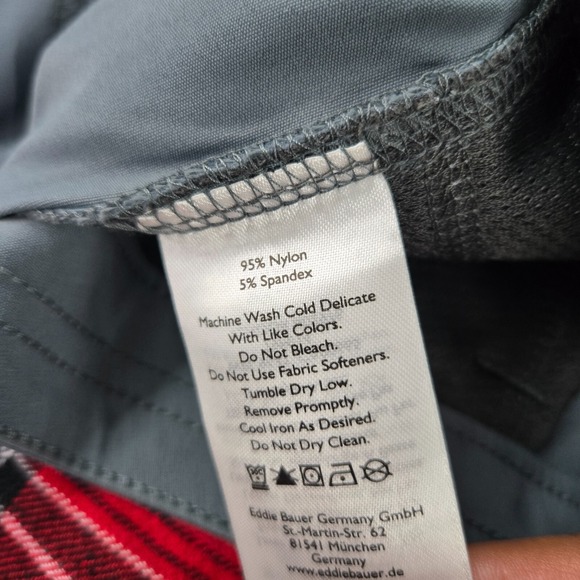 95% Nylon
5% Spandex
Machine Wash Cold Delicate
With Like Colors.
Do Not Bleach.
Do Not Use Fabric Softeners.
Tumble Dry Low.
Remove Promptly.
Cool Iron As Desired.
Do Not Dry Clean.
Eddie Bauer Germany GmbH
St.-Martin-Str. 62
81541 München
Germany
www.eddiebauer.de